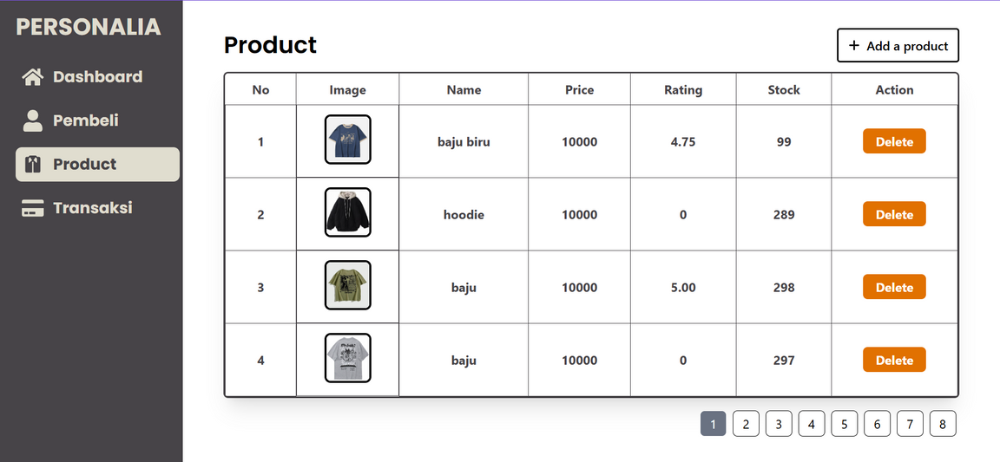 PERSONALIA
Dashboard
Pembeli
Product
Transaksi
Product
+ Add a product
No Image Name Price Rating Stock Action
1 baju biru 10000 4.75 99 Delete
2 hoodie 10000 0 289 Delete
3 baju 10000 5.00 298 Delete
4 baju 10000 0 297 Delete
1 2 3 4 5 6 7 8